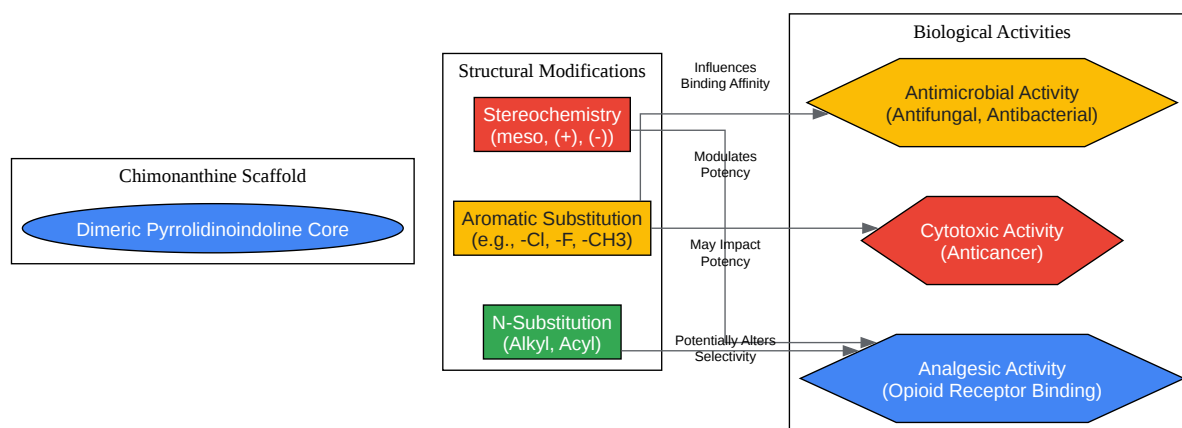 Chimonanthine Scaffold
Dimeric Pyrrolidinoindoline Core
Structural Modifications
Stereochemistry
(meso, (+), (-))
Aromatic Substitution
(e.g., -Cl, -F, -CH3)
N-Substitution
(Alkyl, Acyl)
Influences
Binding Affinity
Modulates
Potency
May Impact
Potency
Potentially Alters
Selectivity
Biological Activities
Antimicrobial Activity
(Antifungal, Antibacterial)
Cytotoxic Activity
(Anticancer)
Analgesic Activity
(Opioid Receptor Binding)